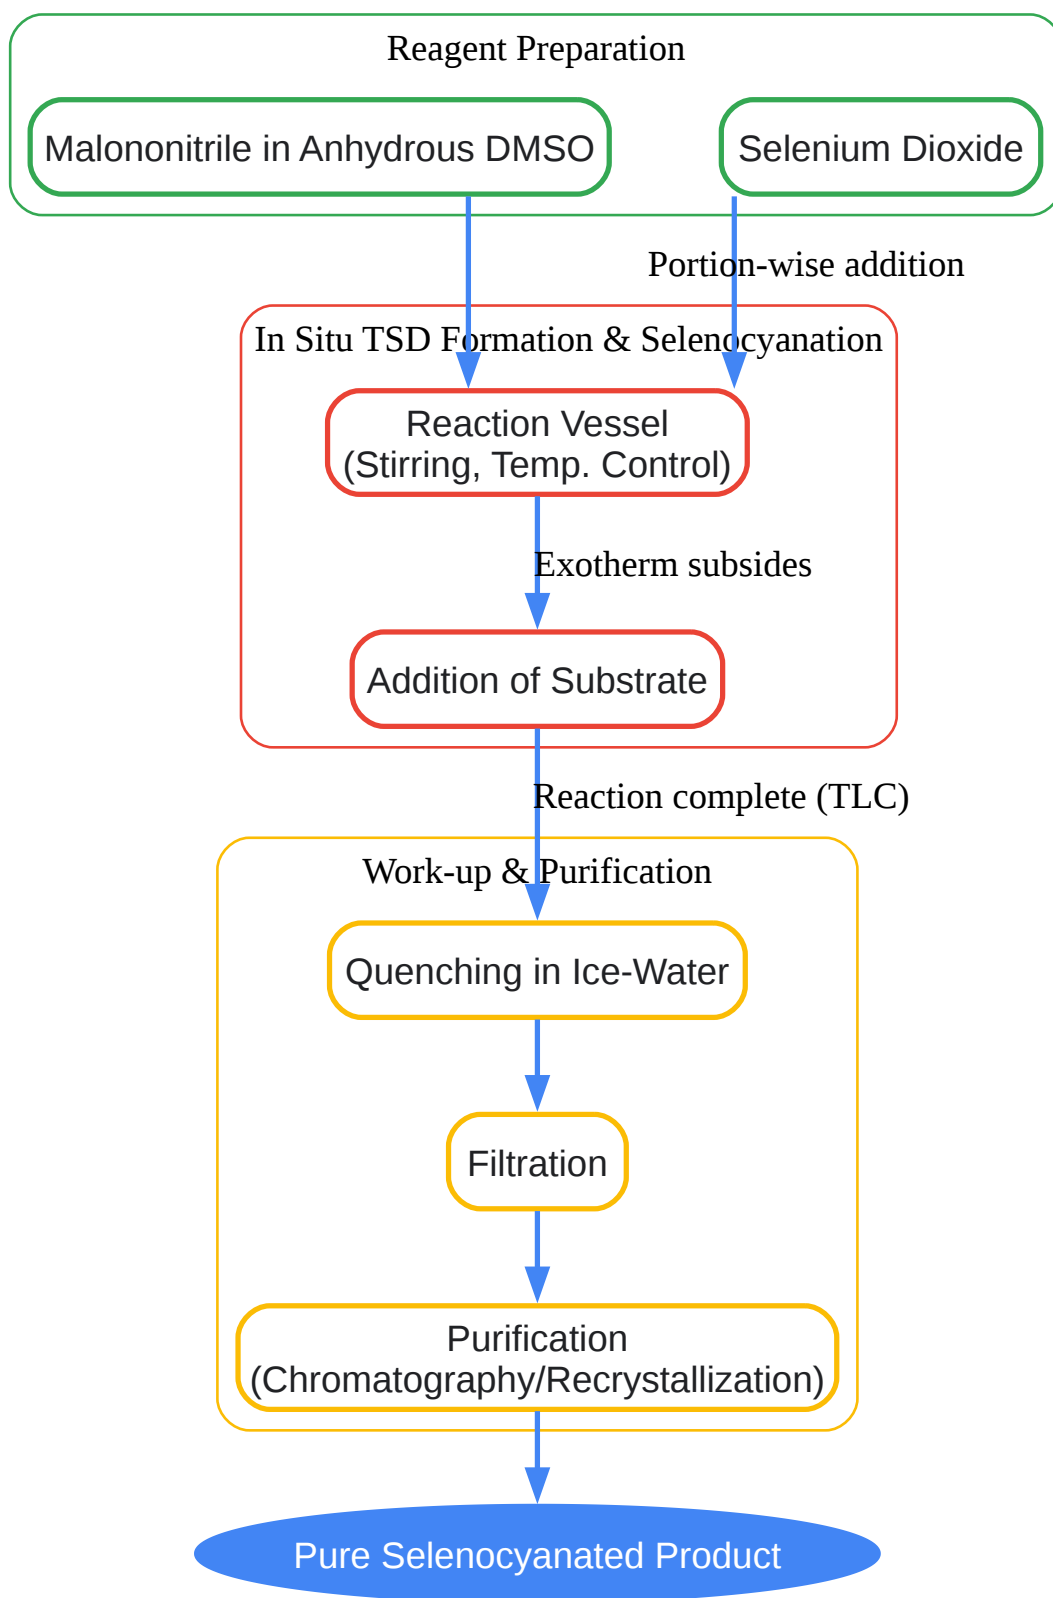 Reagent Preparation
Malononitrile in Anhydrous DMSO
Selenium Dioxide
Portion-wise addition
In Situ TSD Formation & Selenocyanation
Reaction Vessel
(Stirring, Temp. Control)
Exotherm subsides
Addition of Substrate
Reaction complete (TLC)
Work-up & Purification
Quenching in Ice-Water
Filtration
Purification
(Chromatography/Recrystallization)
Pure Selenocyanated Product